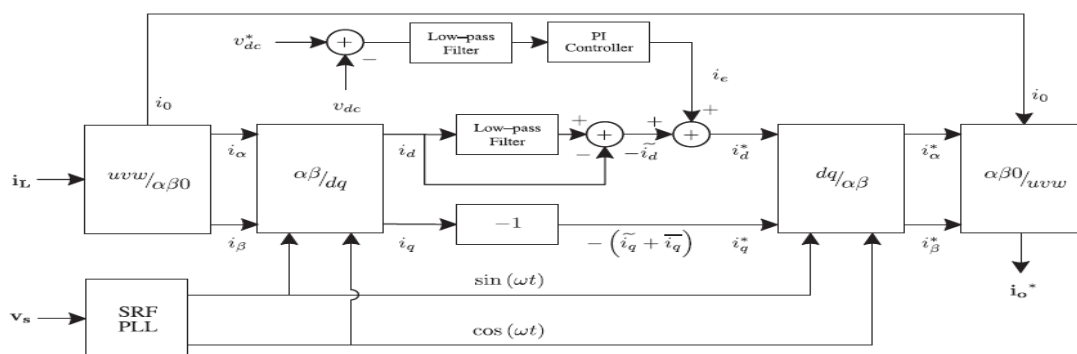 v*dc
+
−
Low–pass
Filter
PI
Controller
vdc
iε
i0
i0
iL
uvw/αβ0
iα
iβ
αβ/dq
id
Low–pass
Filter
+
−
+
−ĩd
+
+
+
i*d
dq/αβ
i*α
i*β
αβ0/uvw
iq
−1
−(ĩq + īq)
i*q
vs
SRF
PLL
sin (ωt)
cos (ωt)
io*